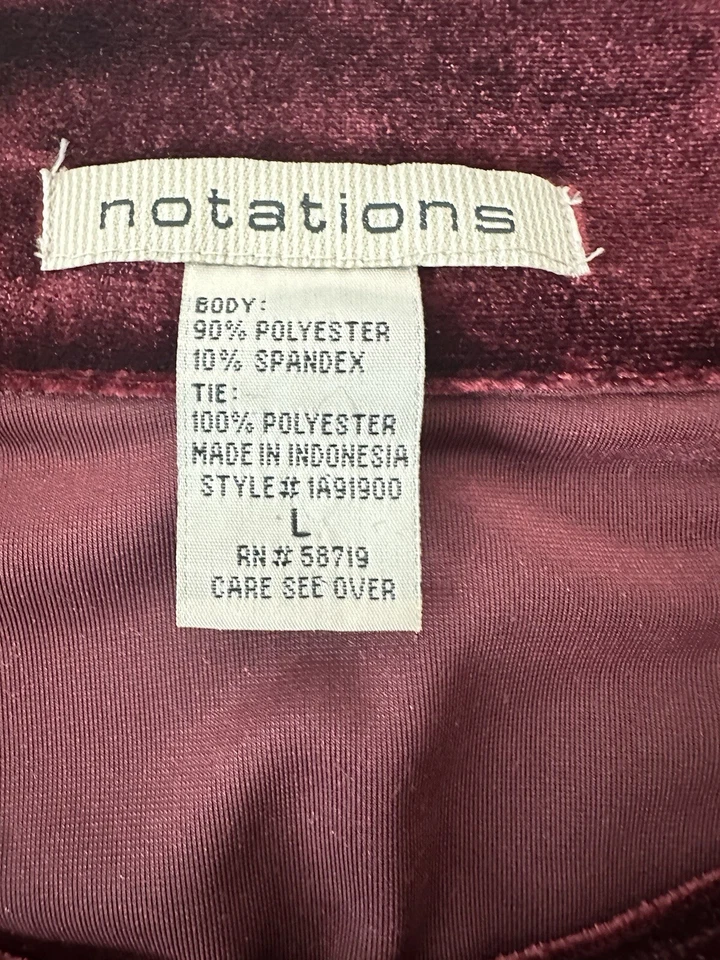 notations
BODY:
90% POLYESTER
10% SPANDEX
TIE:
100% POLYESTER
MADE IN INDONESIA
STYLE# 1A91900
L
RN# 58719
CARE SEE OVER